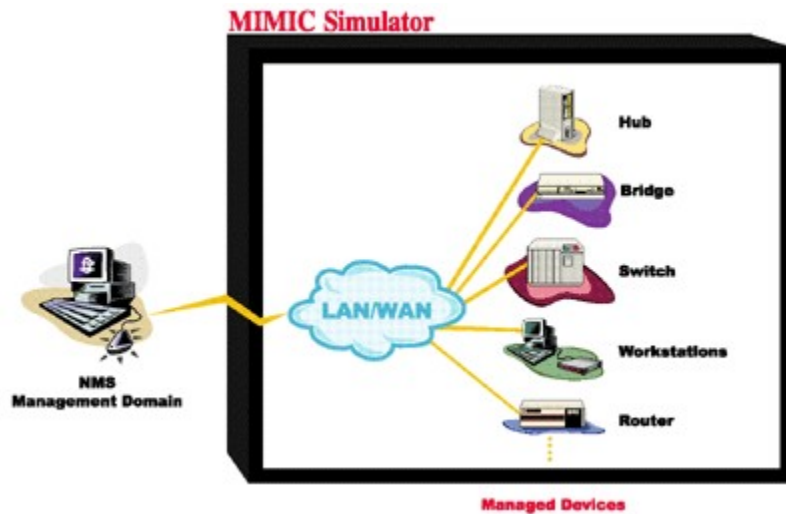 MIMIC Simulator
Hub
Bridge
Switch
LAN/WAN
Workstations
NMS
Management Domain
Router
Managed Devices